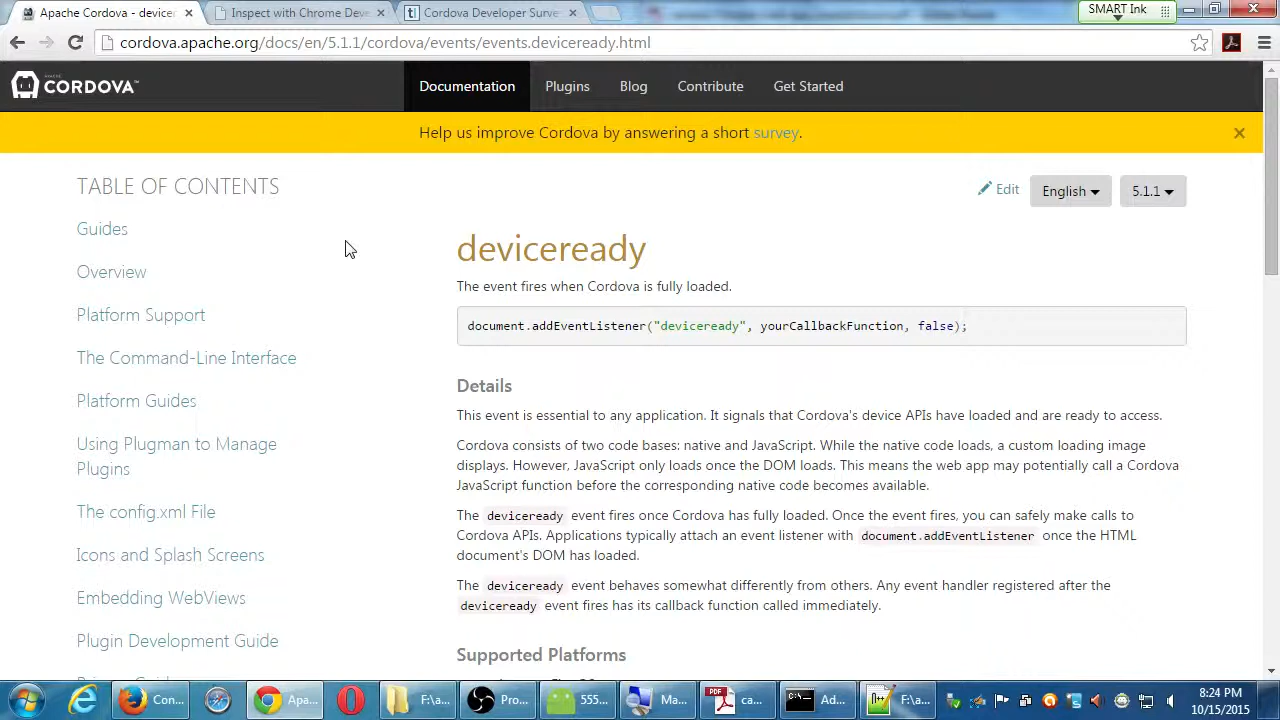 Apache Cordova - devicer
Inspect with Chrome Dev
Cordova Developer Surve
SMART Ink
cordova.apache.org/docs/en/5.1.1/cordova/events/events.deviceready.html
APACHE
CORDOVA™
Documentation
Plugins
Blog
Contribute
Get Started
Help us improve Cordova by answering a short survey.
TABLE OF CONTENTS
Edit
English
5.1.1
Guides
Overview
Platform Support
The Command-Line Interface
Platform Guides
Using Plugman to Manage
Plugins
The config.xml File
Icons and Splash Screens
Embedding WebViews
Plugin Development Guide
deviceready
The event fires when Cordova is fully loaded.
document.addEventListener("deviceready", yourCallbackFunction, false);
Details
This event is essential to any application. It signals that Cordova's device APIs have loaded and are ready to access.
Cordova consists of two code bases: native and JavaScript. While the native code loads, a custom loading image
displays. However, JavaScript only loads once the DOM loads. This means the web app may potentially call a Cordova
JavaScript function before the corresponding native code becomes available.
The deviceready event fires once Cordova has fully loaded. Once the event fires, you can safely make calls to
Cordova APIs. Applications typically attach an event listener with document.addEventListener once the HTML
document's DOM has loaded.
The deviceready event behaves somewhat differently from others. Any event handler registered after the
deviceready event fires has its callback function called immediately.
Supported Platforms
Con...
Apa...
F:\a...
Pro...
555...
Ma...
PDF
ca...
Ad...
F:\a...
8:24 PM
10/15/2015